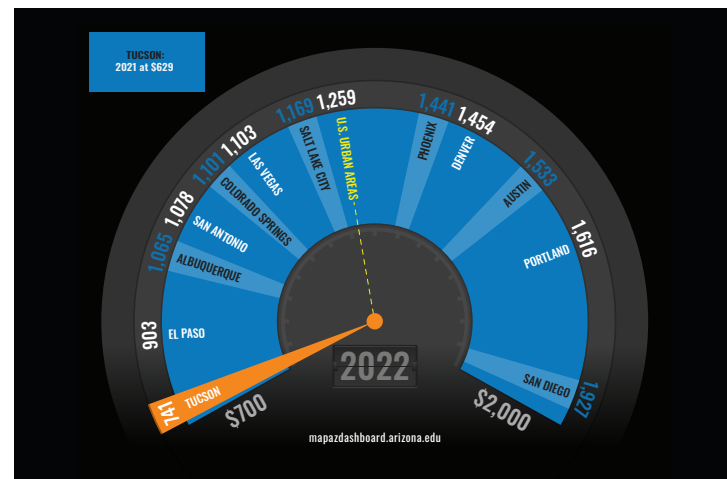 TUCSON:
2021 at $629
741
TUCSON
903
EL PASO
1,065
ALBUQUERQUE
1,078
SAN ANTONIO
1,101
COLORADO SPRINGS
1,103
LAS VEGAS
1,169
SALT LAKE CITY
1,259
U.S. URBAN AREAS
1,441
PHOENIX
1,454
DENVER
1,533
AUSTIN
1,616
PORTLAND
1,927
SAN DIEGO
2022
$700
$2,000
mapazdashboard.arizona.edu